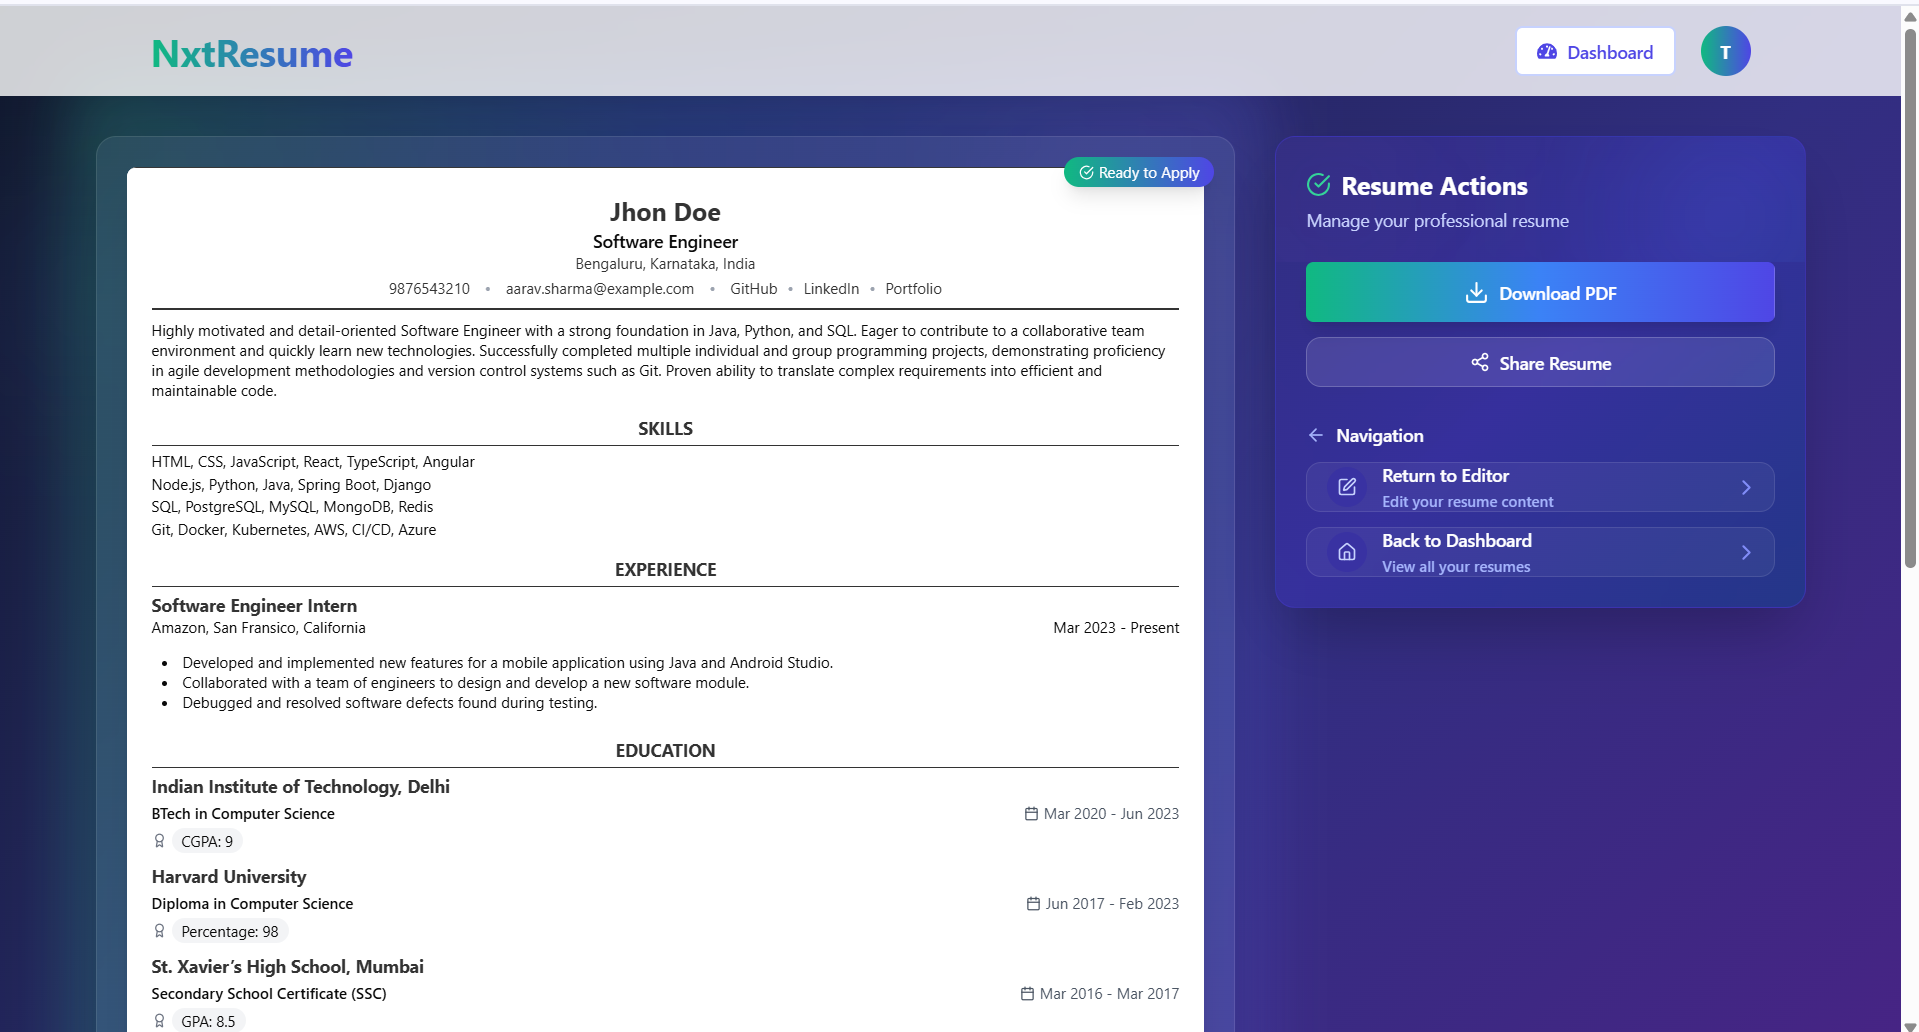 NxtResume
Dashboard
T
Ready to Apply
Jhon Doe
Software Engineer
Bengaluru, Karnataka, India
9876543210 • aarav.sharma@example.com • GitHub • LinkedIn • Portfolio
Highly motivated and detail-oriented Software Engineer with a strong foundation in Java, Python, and SQL. Eager to contribute to a collaborative team
environment and quickly learn new technologies. Successfully completed multiple individual and group programming projects, demonstrating proficiency
in agile development methodologies and version control systems such as Git. Proven ability to translate complex requirements into efficient and
maintainable code.
SKILLS
HTML, CSS, JavaScript, React, TypeScript, Angular
Node.js, Python, Java, Spring Boot, Django
SQL, PostgreSQL, MySQL, MongoDB, Redis
Git, Docker, Kubernetes, AWS, CI/CD, Azure
EXPERIENCE
Software Engineer Intern
Amazon, San Fransico, California Mar 2023 - Present
• Developed and implemented new features for a mobile application using Java and Android Studio.
• Collaborated with a team of engineers to design and develop a new software module.
• Debugged and resolved software defects found during testing.
EDUCATION
Indian Institute of Technology, Delhi
BTech in Computer Science Mar 2020 - Jun 2023
CGPA: 9
Harvard University
Diploma in Computer Science Jun 2017 - Feb 2023
Percentage: 98
St. Xavier’s High School, Mumbai
Secondary School Certificate (SSC) Mar 2016 - Mar 2017
GPA: 8.5
Resume Actions
Manage your professional resume
Download PDF
Share Resume
Navigation
Return to Editor
Edit your resume content
Back to Dashboard
View all your resumes